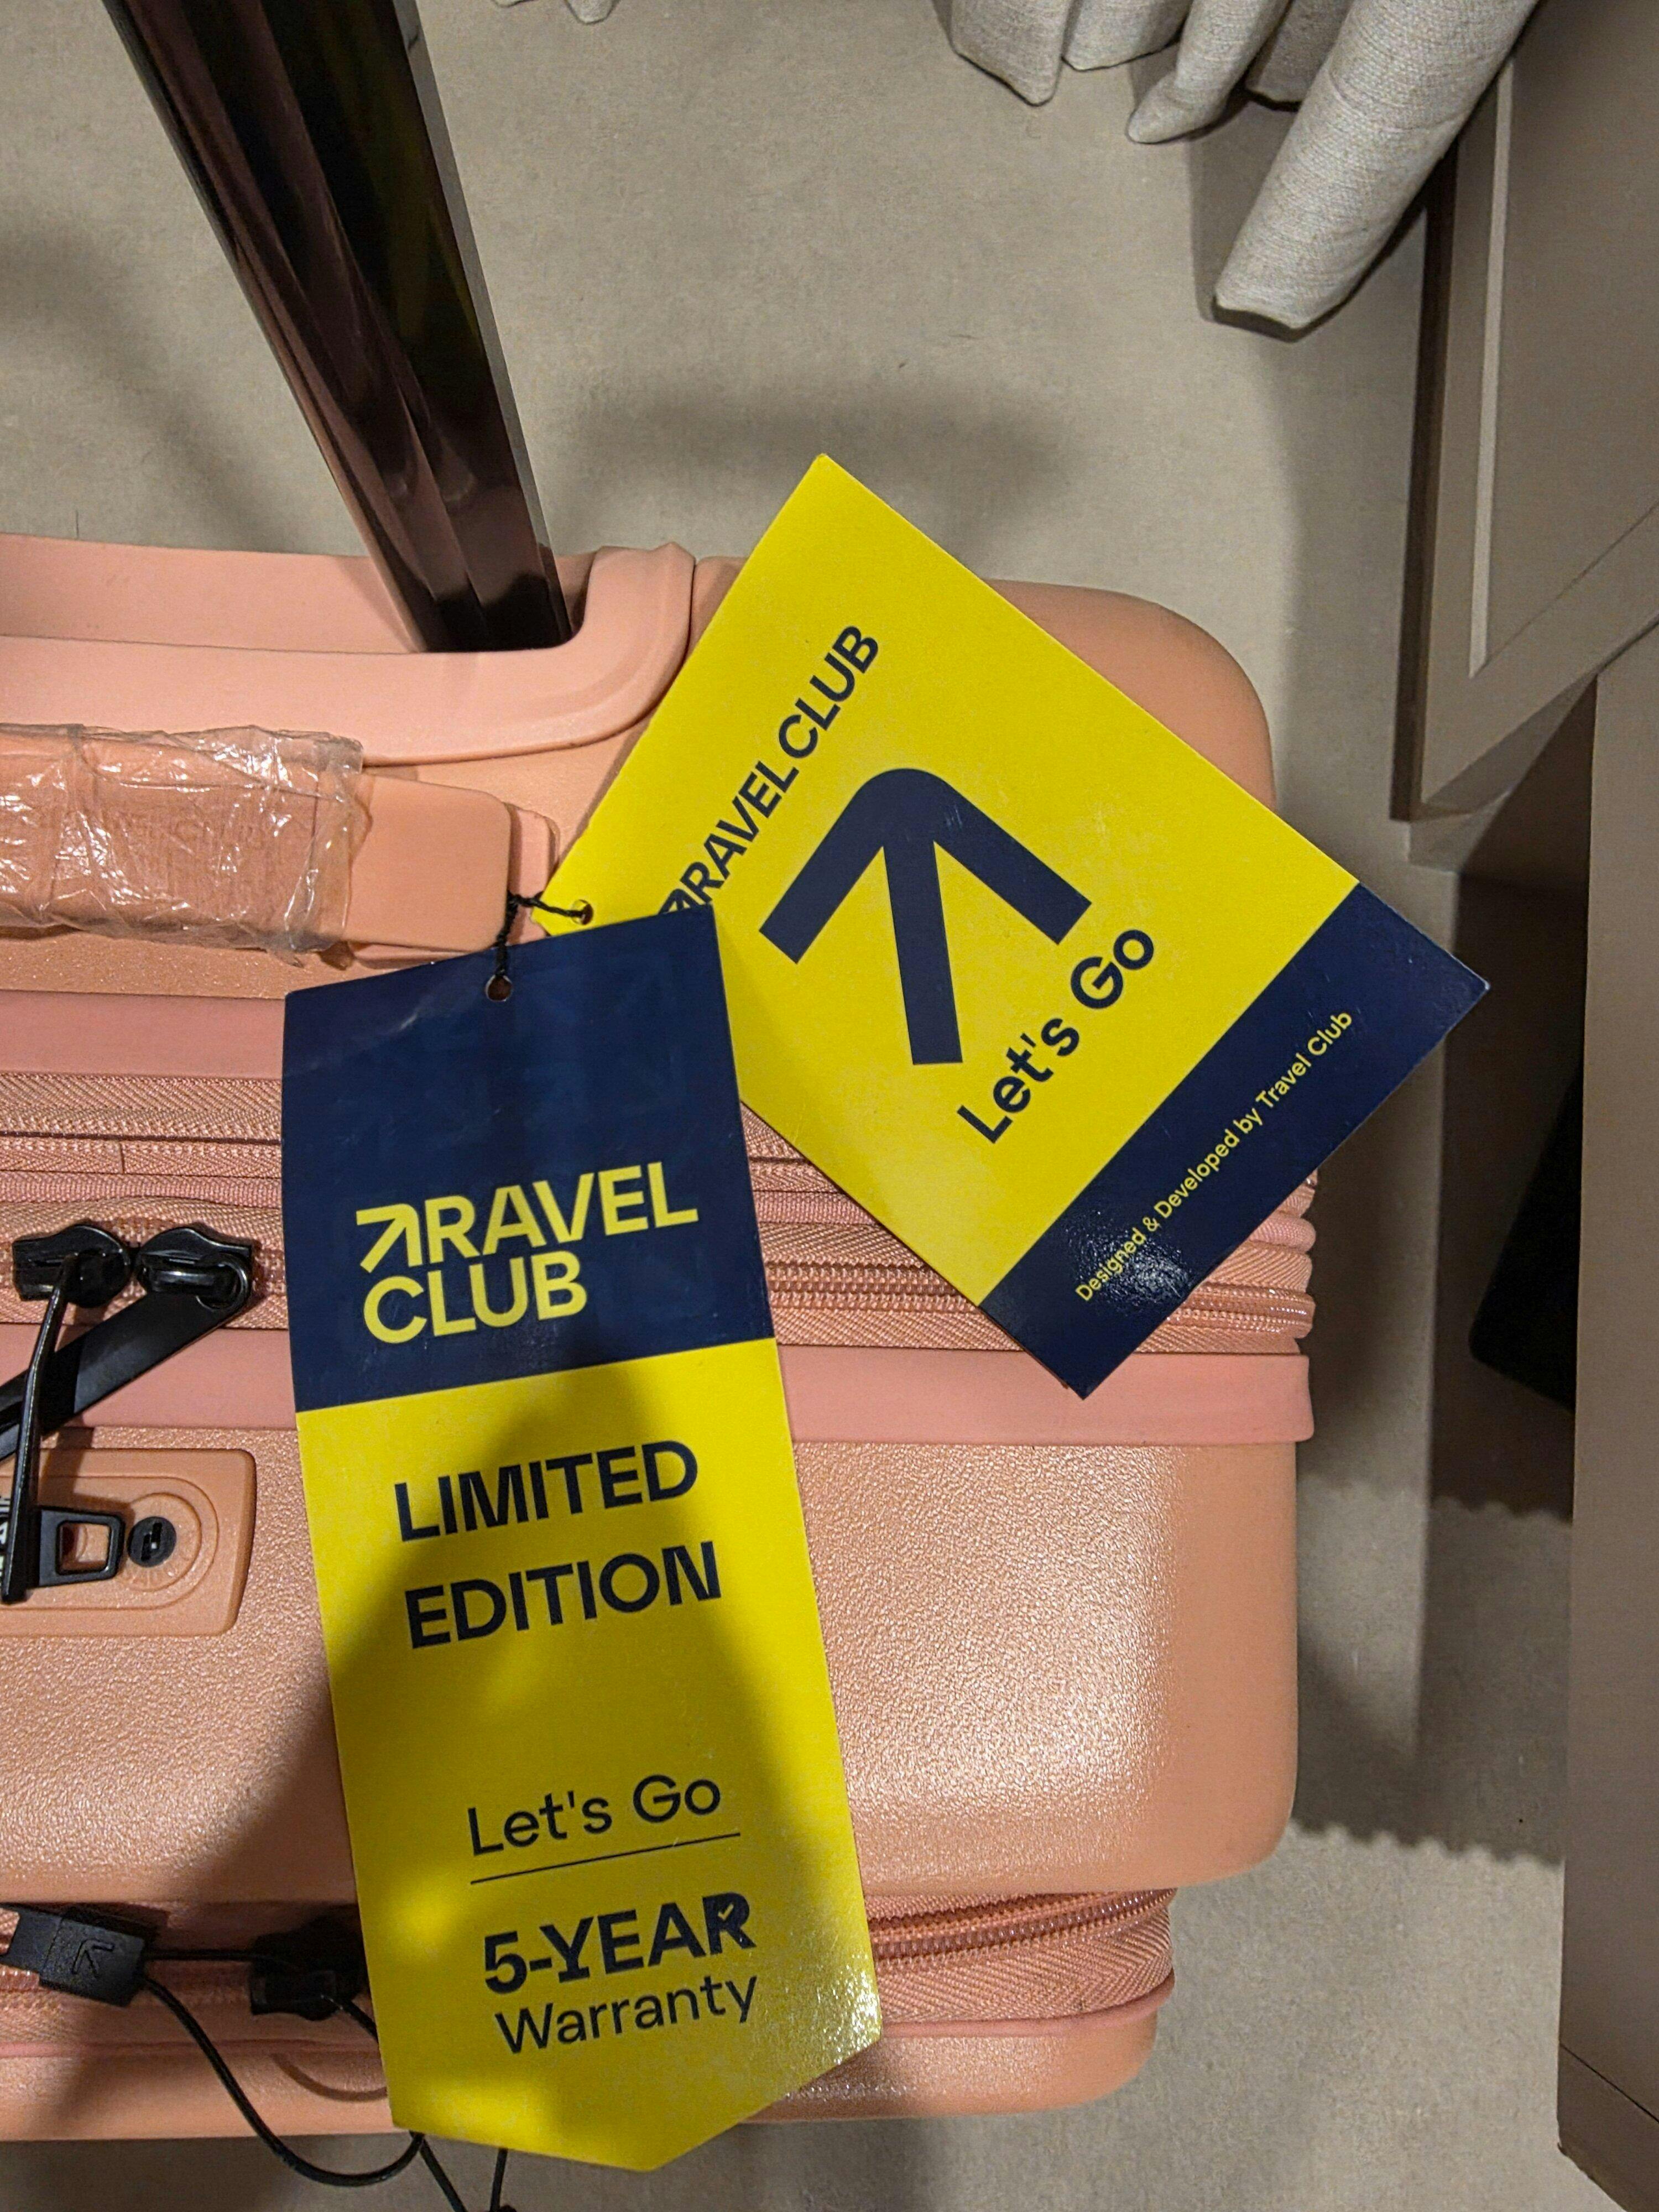 TRAVEL CLUB
Let's Go
Designed & Developed by Travel Club
TRAVEL
CLUB
LIMITED
EDITION
Let's Go
5-YEAR
Warranty